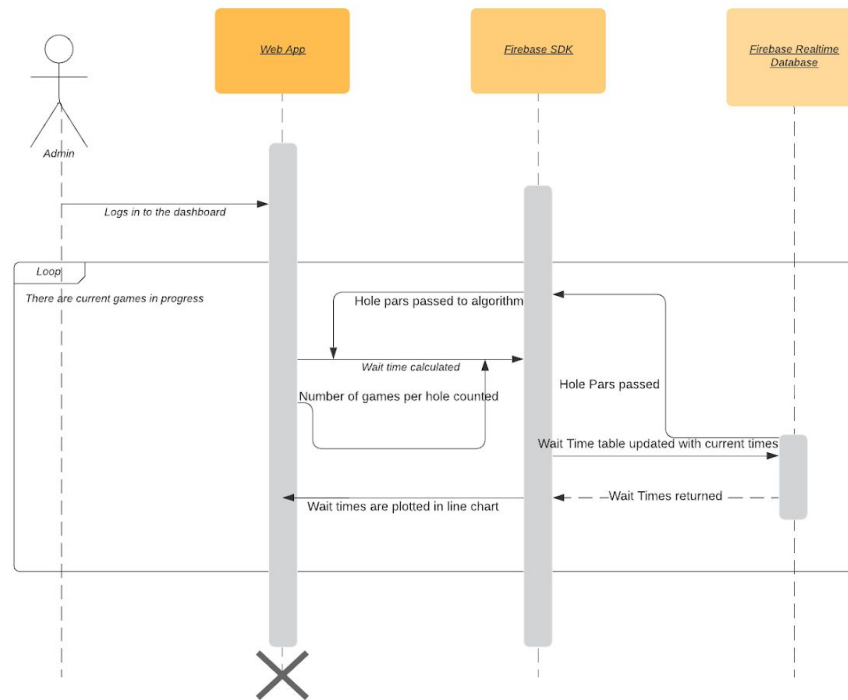 Web App
Firebase SDK
Firebase Realtime
Database
Admin
Logs in to the dashboard
Loop
There are current games in progress
Hole pars passed to algorithm
Wait time calculated
Hole Pars passed
Number of games per hole counted
Wait Time table updated with current times
Wait Times returned
Wait times are plotted in line chart